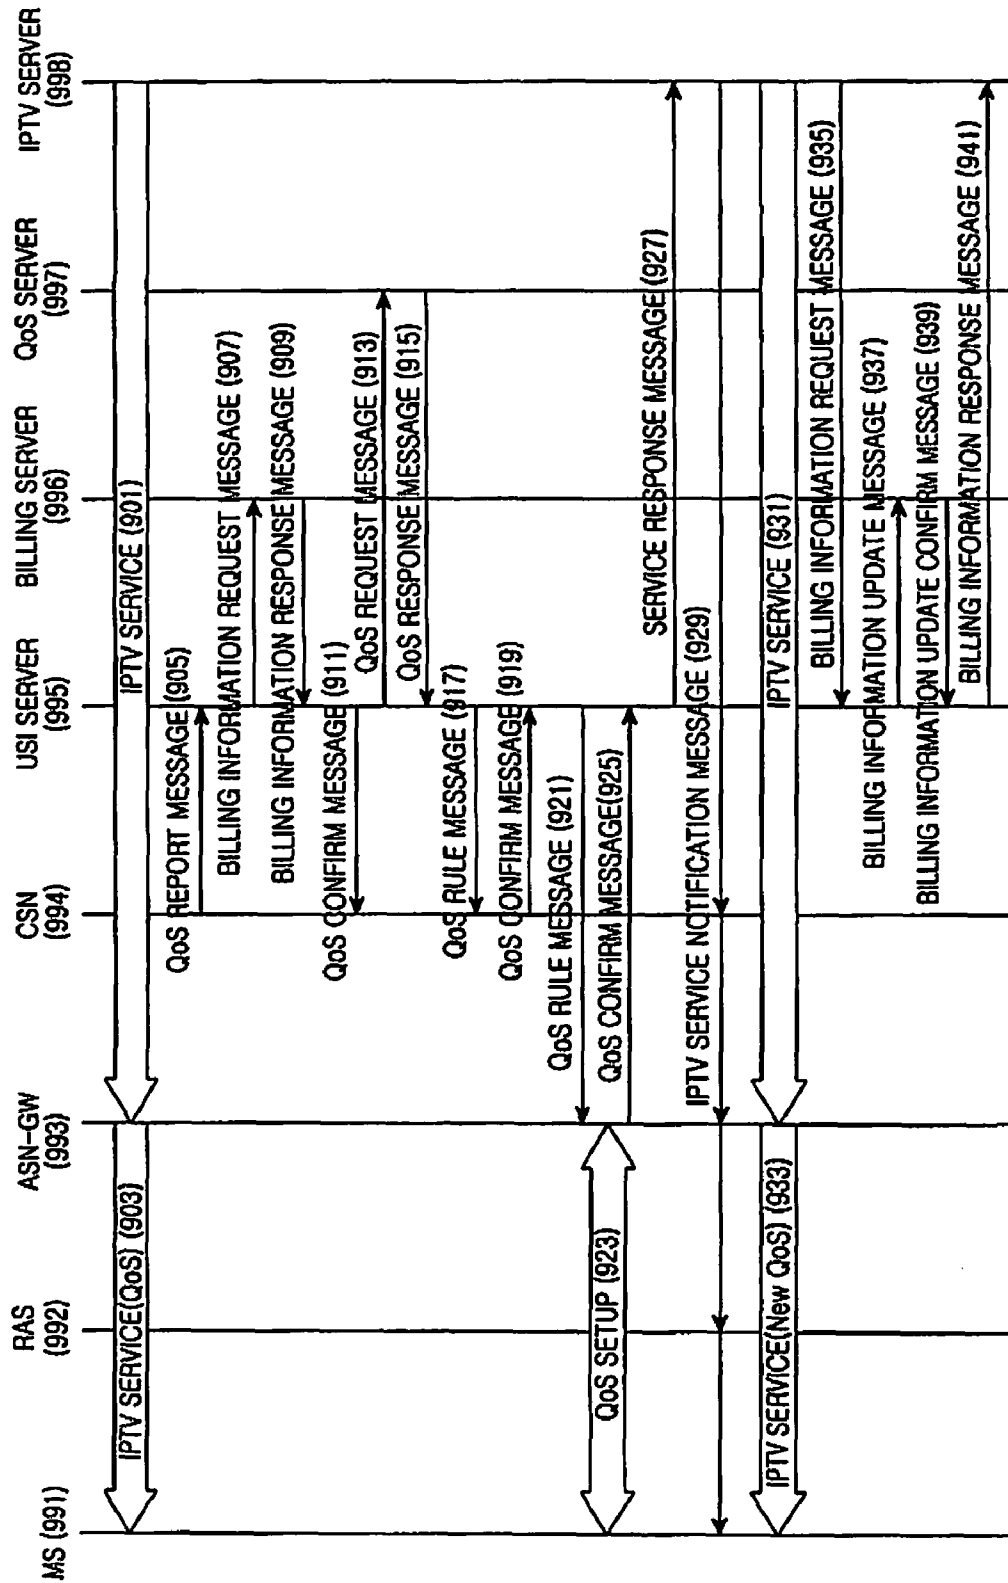 MS (991)
RAS
(992)
ASN-GW
(993)
CSN
(994)
USI SERVER
(995)
BILLING SERVER
(996)
QoS SERVER
(997)
IPTV SERVER
(998)
IPTV SERVICE (901)
IPTV SERVICE(QoS) (903)
QoS REPORT MESSAGE (905)
BILLING INFORMATION REQUEST MESSAGE (907)
BILLING INFORMATION RESPONSE MESSAGE (909)
QoS CONFIRM MESSAGE (911)
QoS REQUEST MESSAGE (913)
QoS RESPONSE MESSAGE (915)
QoS RULE MESSAGE (917)
QoS CONFIRM MESSAGE (919)
QoS RULE MESSAGE (921)
QoS SETUP (923)
QoS CONFIRM MESSAGE(925)
SERVICE RESPONSE MESSAGE (927)
IPTV SERVICE NOTIFICATION MESSAGE (929)
IPTV SERVICE (931)
IPTV SERVICE(New QoS) (933)
BILLING INFORMATION REQUEST MESSAGE (935)
BILLING INFORMATION UPDATE MESSAGE (937)
BILLING INFORMATION UPDATE CONFIRM MESSAGE (939)
BILLING INFORMATION RESPONSE MESSAGE (941)